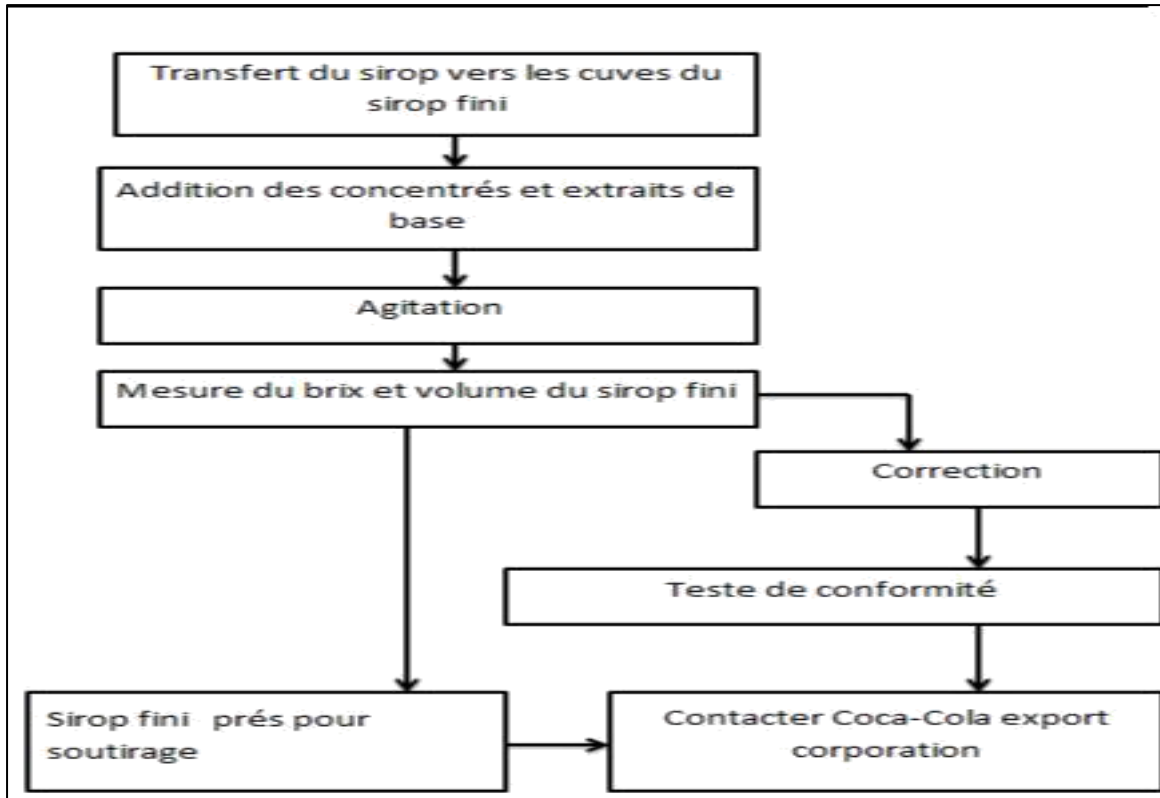 Transfert du sirop vers les cuves du
sirop fini
Addition des concentrés et extraits de
base
Agitation
Mesure du brix et volume du sirop fini
Correction
Teste de conformité
Sirop fini prés pour
soutirage
Contacter Coca-Cola export
corporation